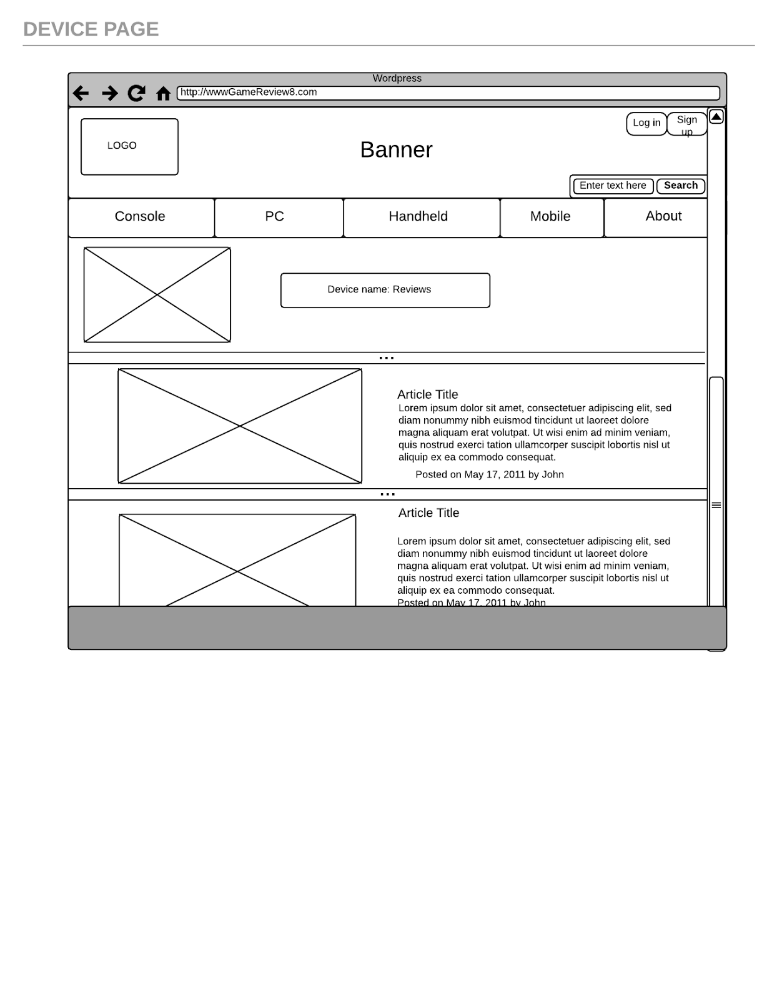 DEVICE PAGE
Wordpress
http://wwwGameReview8.com
Log in
Sign
up
LOGO
Banner
Enter text here
Search
Console
PC
Handheld
Mobile
About
Device name: Reviews
Article Title
Lorem ipsum dolor sit amet, consectetuer adipiscing elit, sed
diam nonummy nibh euismod tincidunt ut laoreet dolore
magna aliquam erat volutpat. Ut wisi enim ad minim veniam,
quis nostrud exerci tation ullamcorper suscipit lobortis nisl ut
aliquip ex ea commodo consequat.
Posted on May 17, 2011 by John
Article Title
Lorem ipsum dolor sit amet, consectetuer adipiscing elit, sed
diam nonummy nibh euismod tincidunt ut laoreet dolore
magna aliquam erat volutpat. Ut wisi enim ad minim veniam,
quis nostrud exerci tation ullamcorper suscipit lobortis nisl ut
aliquip ex ea commodo consequat.
Posted on May 17, 2011 by John